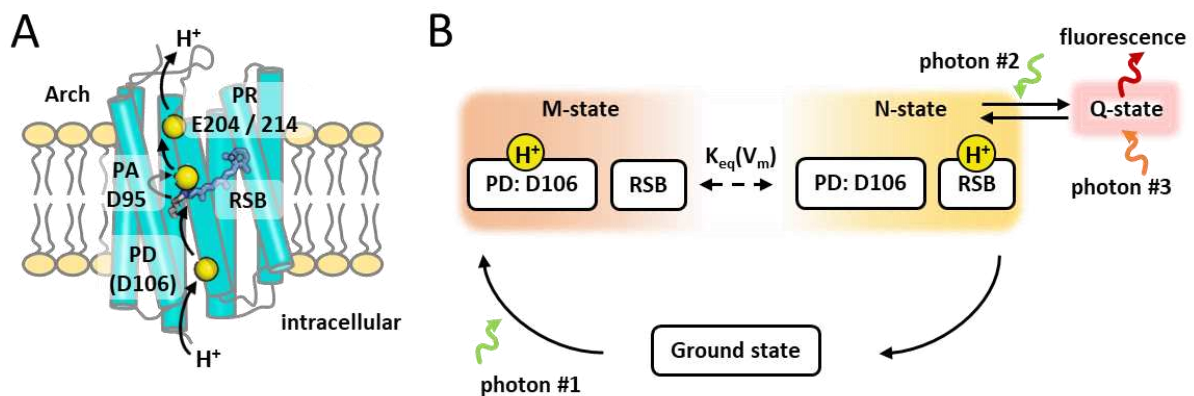 A
H⁺
Arch
PR
E204 / 214
PA
D95
RSB
PD
(D106)
intracellular
H⁺
B
fluorescence
photon #2
M-state
N-state
Q-state
H⁺
H⁺
PD: D106
RSB
Keq(Vm)
PD: D106
RSB
photon #3
Ground state
photon #1